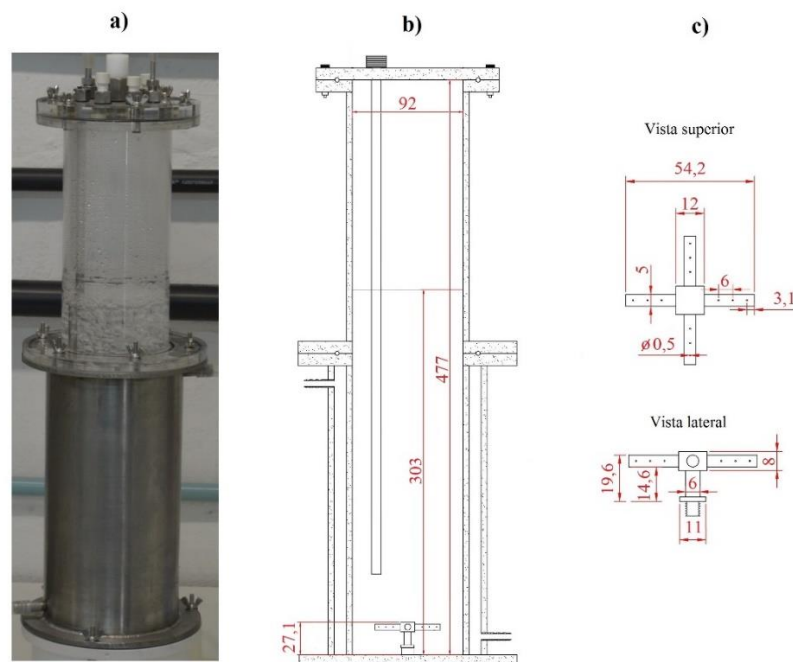 a)
b)
c)
92
477
303
27,1
Vista superior
54,2
12
5
6
3,1
ø0,5
Vista lateral
19,6
14,6
6
8
11